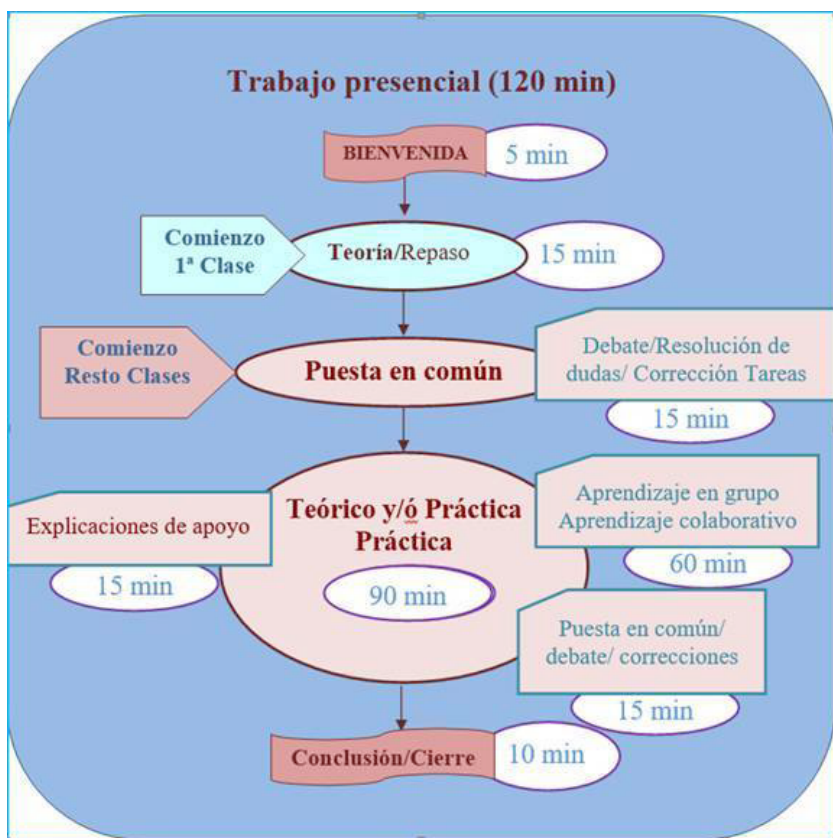 Trabajo presencial (120 min)
BIENVENIDA
5 min
Comienzo
1ª Clase
Teoría/Repaso
15 min
Comienzo
Resto Clases
Puesta en común
Debate/Resolución de
dudas/ Corrección Tareas
15 min
Explicaciones de apoyo
15 min
Teórico y/ó Práctica
Práctica
90 min
Aprendizaje en grupo
Aprendizaje colaborativo
60 min
Puesta en común/
debate/ correcciones
15 min
Conclusión/Cierre
10 min